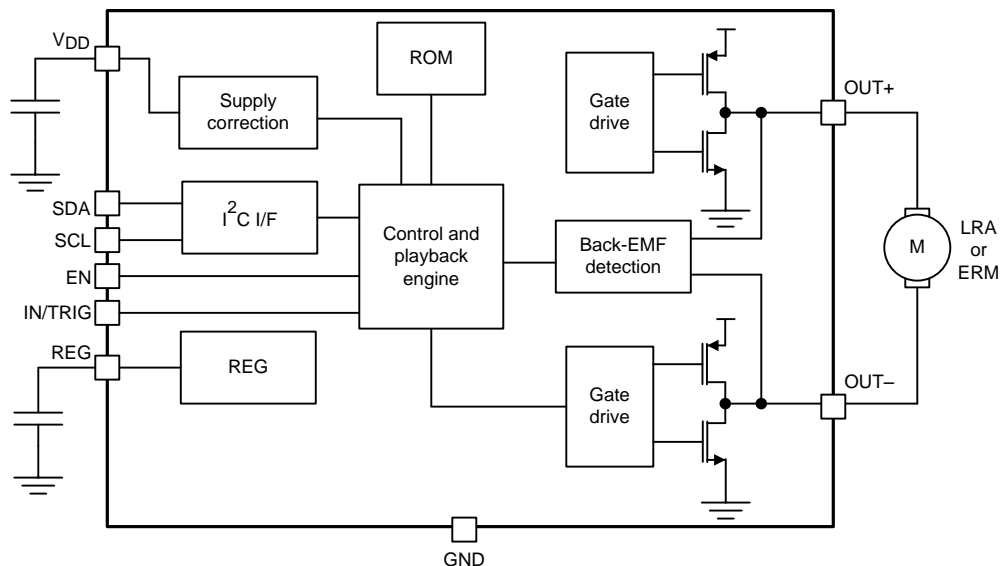 VDD
Supply
correction
ROM
Gate
drive
OUT+
SDA
SCL
I2C I/F
Control and
playback
engine
Back-EMF
detection
M
LRA
or
ERM
EN
IN/TRIG
REG
REG
Gate
drive
OUT–
GND